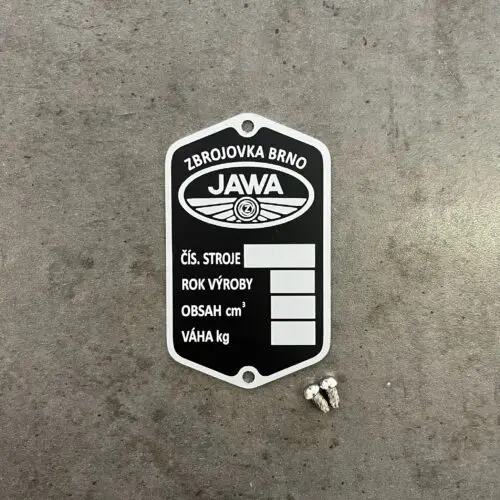 ZBROJOVKA BRNO
JAWA
Z
ČÍS. STROJE
ROK VÝROBY
OBSAH cm³
VÁHA kg